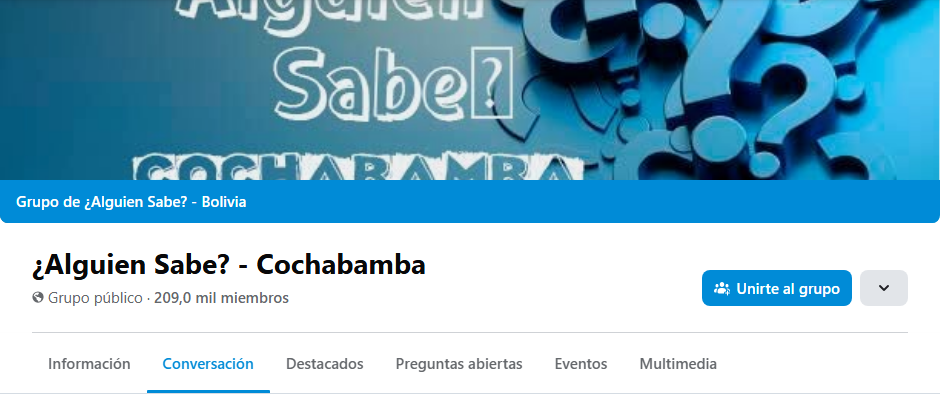 Alguien
Sabe?
COCHABAMBA
Grupo de ¿Alguien Sabe? - Bolivia
¿Alguien Sabe? - Cochabamba
Grupo público · 209,0 mil miembros
Unirte al grupo
Información Conversación Destacados Preguntas abiertas Eventos Multimedia